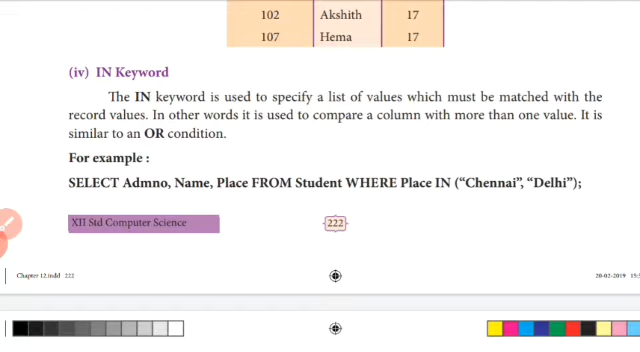 102 Akshith 17
107 Hema 17
(iv) IN Keyword
The IN keyword is used to specify a list of values which must be matched with the
record values. In other words it is used to compare a column with more than one value. It is
similar to an OR condition.
For example :
SELECT Admno, Name, Place FROM Student WHERE Place IN (“Chennai”, “Delhi”);
XII Std Computer Science 222
Chapter 12.indd 222 20-02-2019